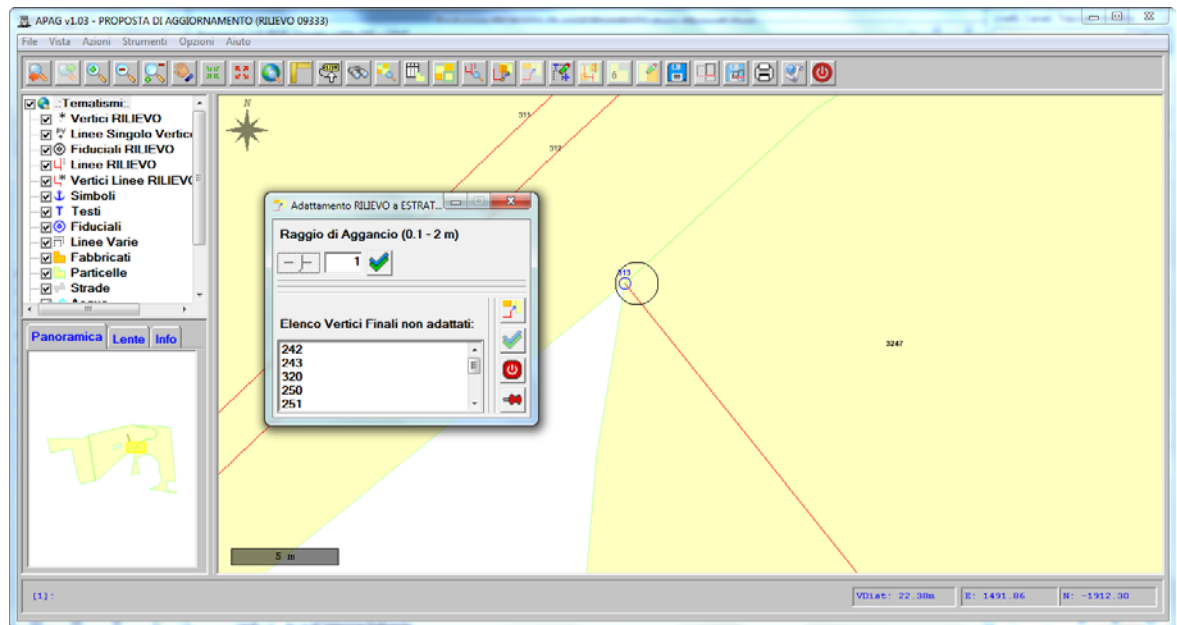 APAG v1.03 - PROPOSTA DI AGGIORNAMENTO (RILIEVO 09333)
File Vista Azioni Strumenti Opzioni Aiuto
.:Tematismi:.
Vertici RILIEVO
Linee Singolo Vertice
Fiduciali RILIEVO
Linee RILIEVO
Vertici Linee RILIEVO
Simboli
T Testi
Fiduciali
Linee Varie
Fabbricati
Particelle
Strade
Panoramica Lente Info
N
311
312
Adattamento RILIEVO a ESTRAT...
Raggio di Aggancio (0.1 - 2 m)
1
Elenco Vertici Finali non adattati:
242
243
320
250
251
313
3247
5 m
[1]:
VDist: 22.30m E: 1491.86 N: -1912.30